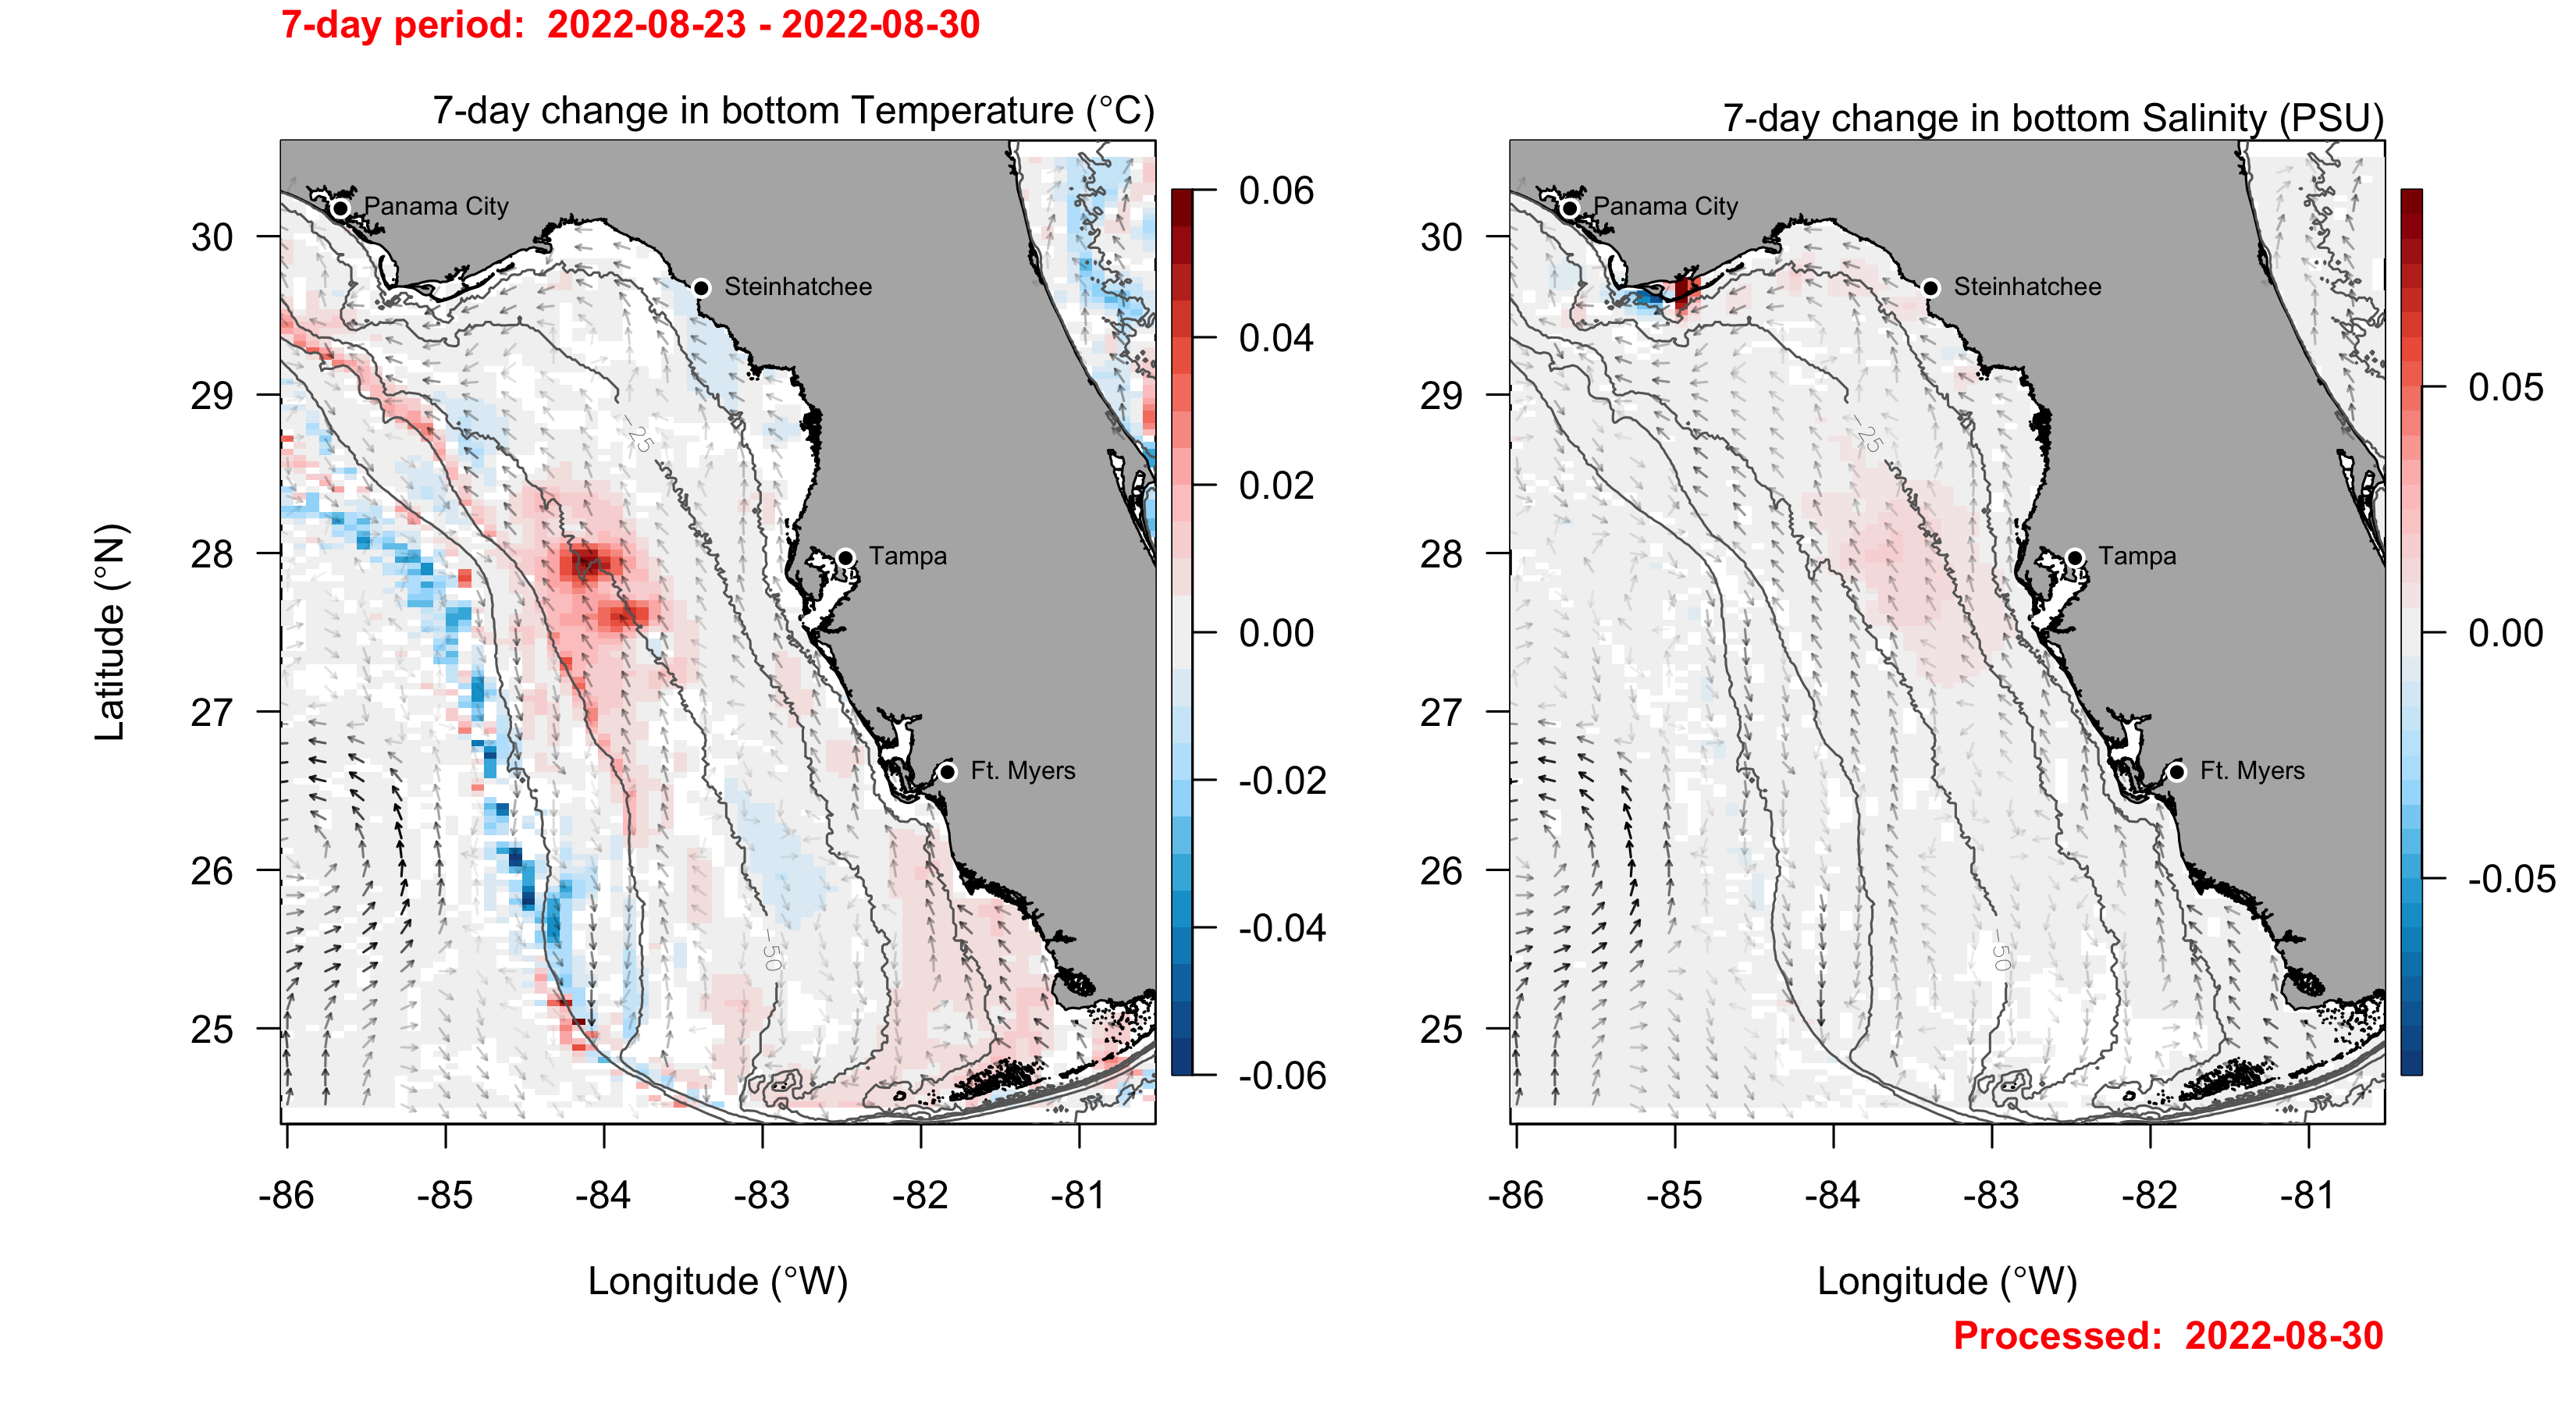 7-day period:  2022-08-23 - 2022-08-30
7-day change in bottom Temperature (°C)
Panama City
Steinhatchee
Tampa
Ft. Myers
-25
-50
30
29
28
27
26
25
Latitude (°N)
-86 -85 -84 -83 -82 -81
Longitude (°W)
0.06
0.04
0.02
0.00
-0.02
-0.04
-0.06
7-day change in bottom Salinity (PSU)
Panama City
Steinhatchee
Tampa
Ft. Myers
-25
-50
30
29
28
27
26
25
-86 -85 -84 -83 -82 -81
Longitude (°W)
0.05
0.00
-0.05
Processed:  2022-08-30